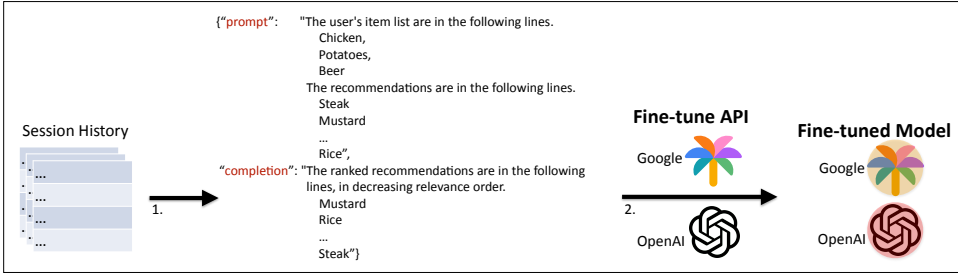 Session History
...
...
...
...
1.
{“prompt”: "The user's item list are in the following lines.
Chicken,
Potatoes,
Beer
The recommendations are in the following lines.
Steak
Mustard
...
Rice”,
“completion”: "The ranked recommendations are in the following
lines, in decreasing relevance order.
Mustard
Rice
...
Steak”}
2.
Fine-tune API
Google
OpenAI
Fine-tuned Model
Google
OpenAI